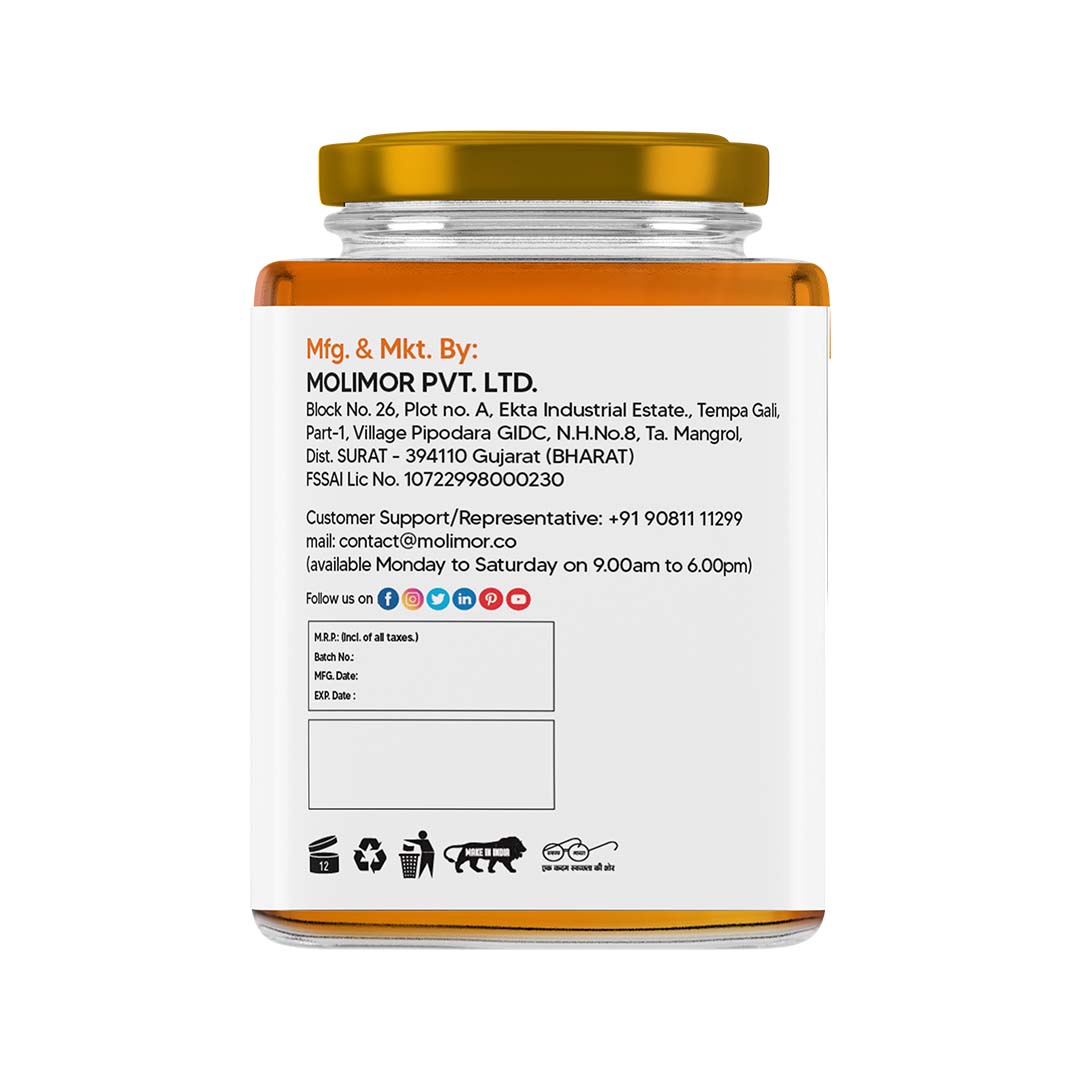 Mfg. & Mkt. By:
MOLIMOR PVT. LTD.
Block No. 26, Plot no. A, Ekta Industrial Estate., Tempa Gali,
Part-1, Village Pipodara GIDC, N.H.No.8, Ta. Mangrol,
Dist. SURAT - 394110 Gujarat (BHARAT)
FSSAI Lic No. 10722998000230
Customer Support/Representative: +91 90811 11299
mail: contact@molimor.co
(available Monday to Saturday on 9.00am to 6.00pm)
Follow us on
M.R.P.: (Incl. of all taxes.)
Batch No.:
MFG. Date:
EXP. Date :
12
MAKE IN INDIA
स्वच्छ भारत
एक कदम स्वच्छता की ओर